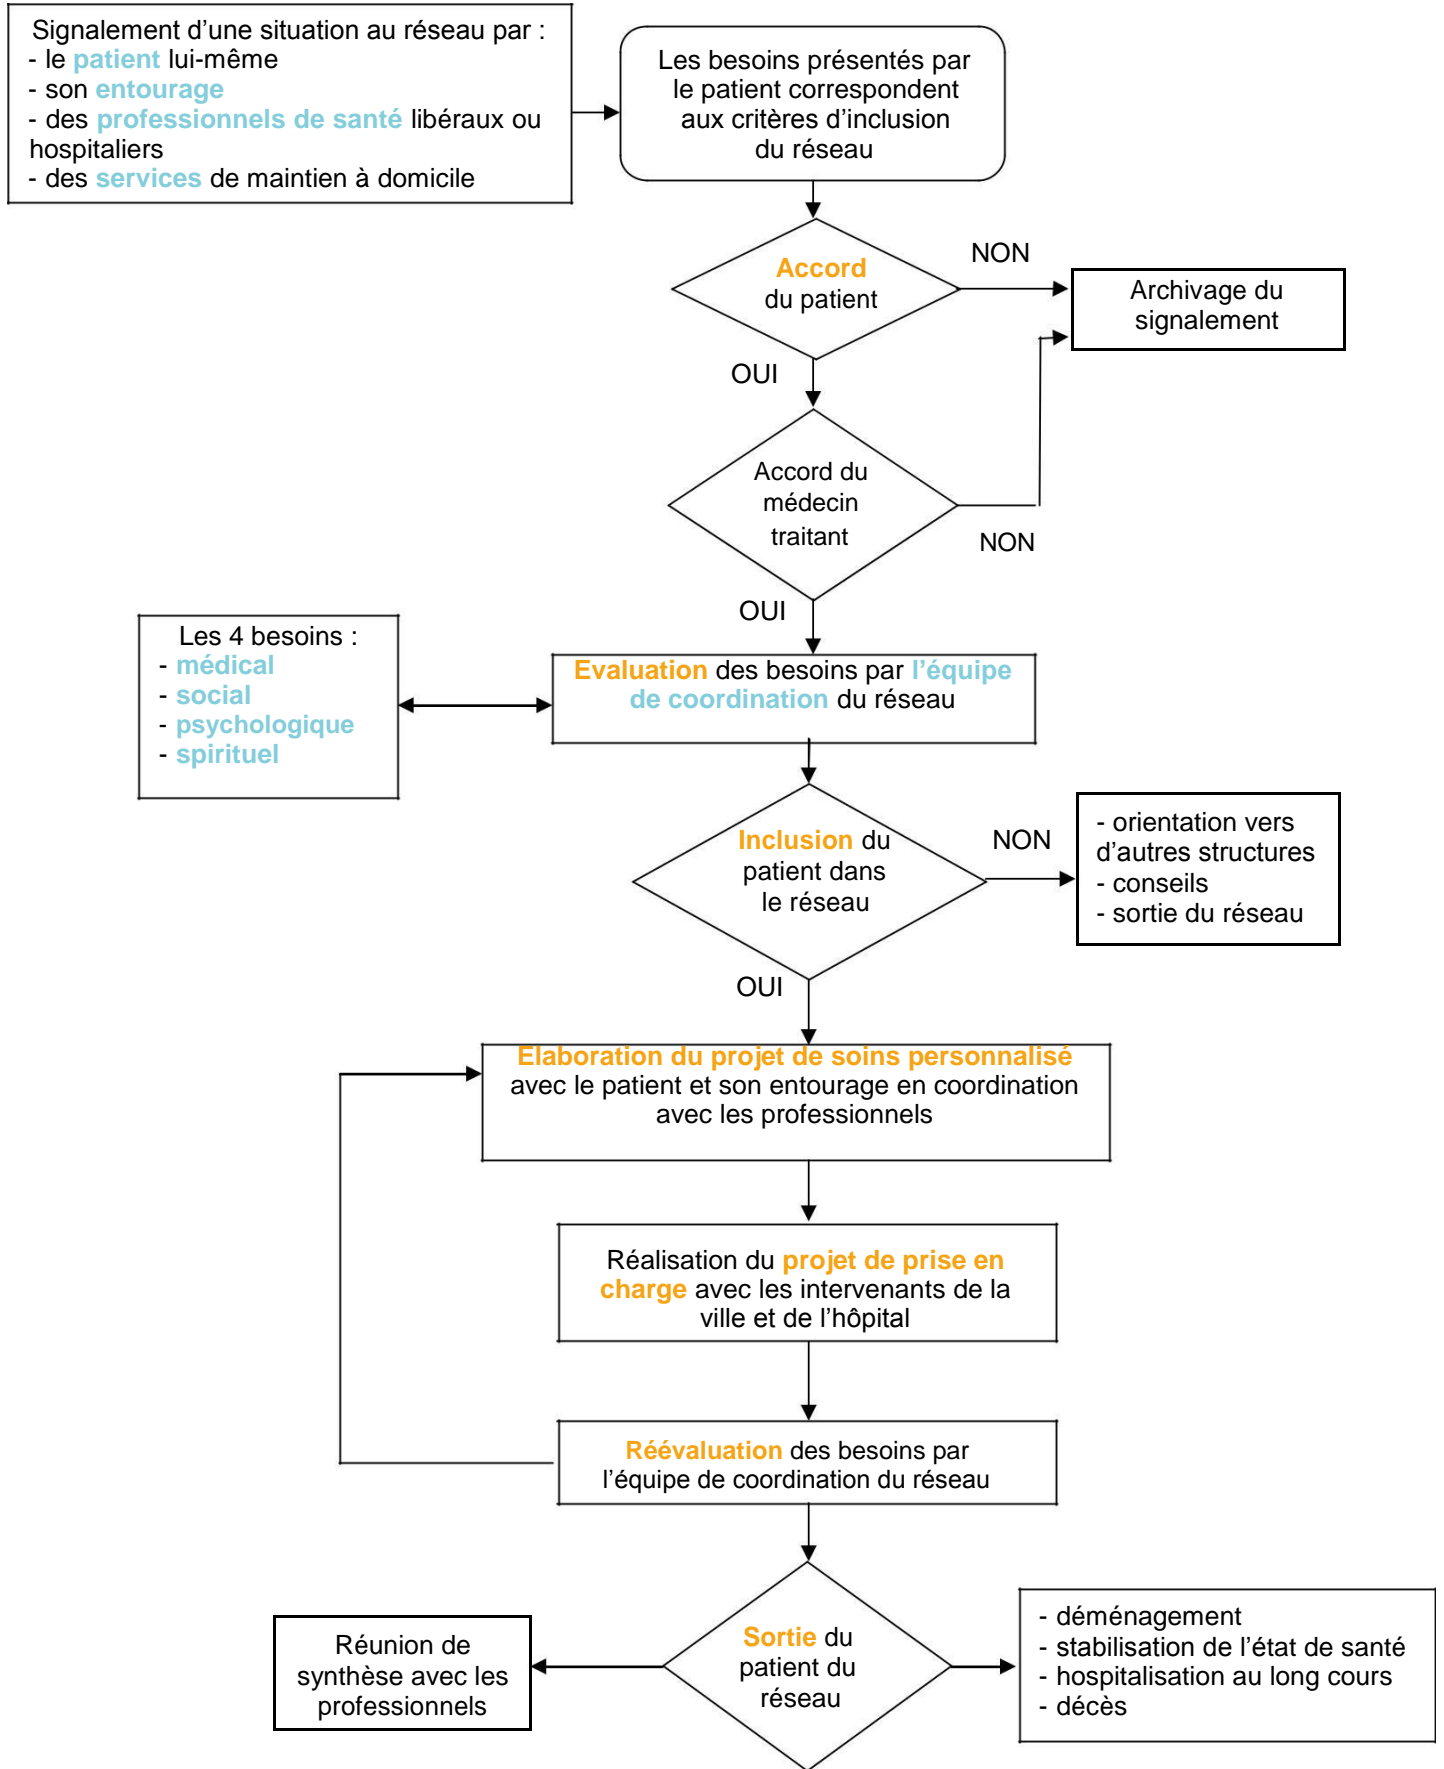 Signalement d’une situation au réseau par :
- le patient lui-même
- son entourage
- des professionnels de santé libéraux ou
hospitaliers
- des services de maintien à domicile
Les besoins présentés par
le patient correspondent
aux critères d’inclusion
du réseau
Accord
du patient
NON
Archivage du
signalement
OUI
Accord du
médecin
traitant
NON
OUI
Les 4 besoins :
- médical
- social
- psychologique
- spirituel
Evaluation des besoins par l’équipe
de coordination du réseau
Inclusion du
patient dans
le réseau
NON
- orientation vers
d’autres structures
- conseils
- sortie du réseau
OUI
Elaboration du projet de soins personnalisé
avec le patient et son entourage en coordination
avec les professionnels
Réalisation du projet de prise en
charge avec les intervenants de la
ville et de l’hôpital
Réévaluation des besoins par
l’équipe de coordination du réseau
Sortie du
patient du
réseau
Réunion de
synthèse avec les
professionnels
- déménagement
- stabilisation de l’état de santé
- hospitalisation au long cours
- décès